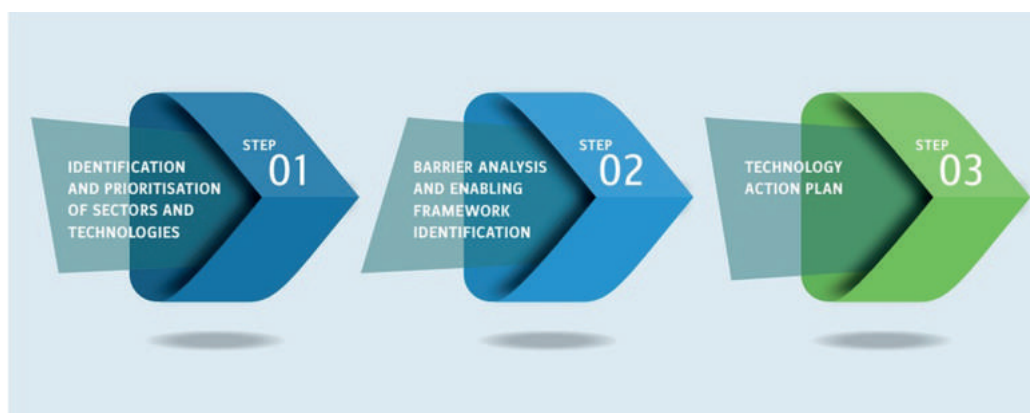 STEP
01
IDENTIFICATION
AND PRIORITISATION
OF SECTORS AND
TECHNOLOGIES
STEP
02
BARRIER ANALYSIS
AND ENABLING
FRAMEWORK
IDENTIFICATION
STEP
03
TECHNOLOGY
ACTION PLAN